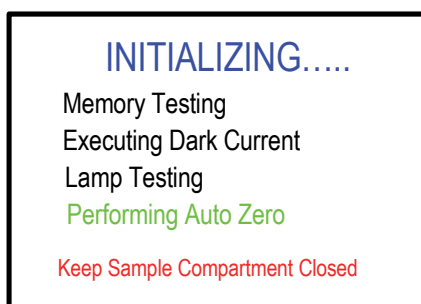 INITIALIZING.....
Memory Testing
Executing Dark Current
Lamp Testing
Performing Auto Zero
Keep Sample Compartment Closed